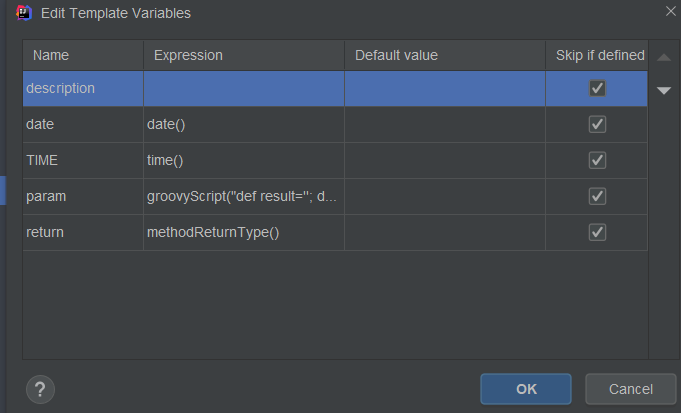 Edit Template Variables
Name Expression Default value Skip if defined
description
date date()
TIME time()
param groovyScript("def result=''; d...
return methodReturnType()
? OK Cancel